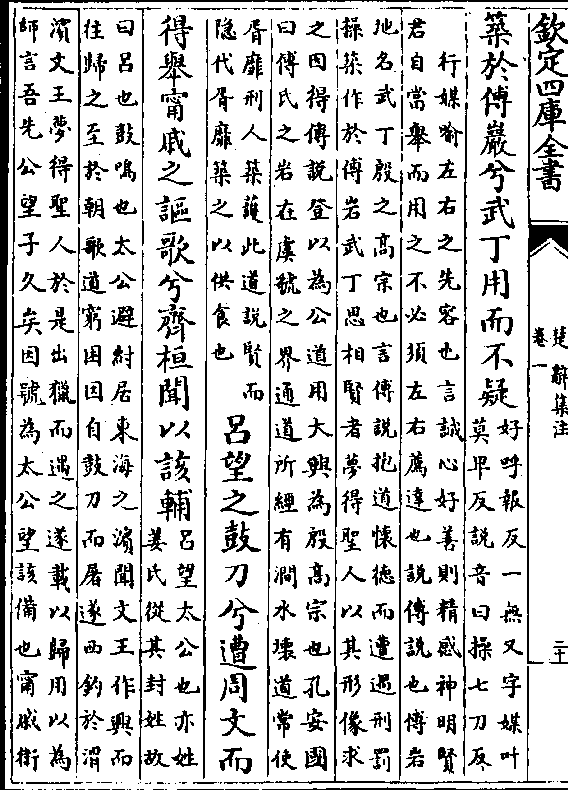 欽定四庫全書
楚辭集注
卷一
二十
築於傅巖兮武丁用而不疑
好呼報反一無又字媒叶
莫卑反説音曰操七刀反
行媒喻左右之先容也言誠心好善則精感神明賢
君自當舉而用之不必須左右薦達也説傅説也傅岩
地名武丁殷之高宗也言傅説抱道懷德而遭遇刑罰
操築作於傅岩武丁思相賢者夢得聖人以其形像求
之因得傅説登以為公道用大興為殷高宗也孔安國
曰傅氏之岩在虞虢之界通道所經有澗水壞道常使
胥靡刑人築護此道説賢而
隱代胥靡築之以供食也
吕望之鼓刀兮遭周文而
得舉甯戚之謳歌兮齊桓聞以該輔
吕望太公也亦姓
姜氏從其封姓故
曰吕也鼓鳴也太公避紂居東海之濵聞文王作興而
往歸之至於朝歌道窮困因自鼓刀而屠遂西釣於渭
濵文王夢得聖人於是出獵而遇之遂載以歸用以為
師言吾先公望子久矣因號為太公望該備也甯戚衛